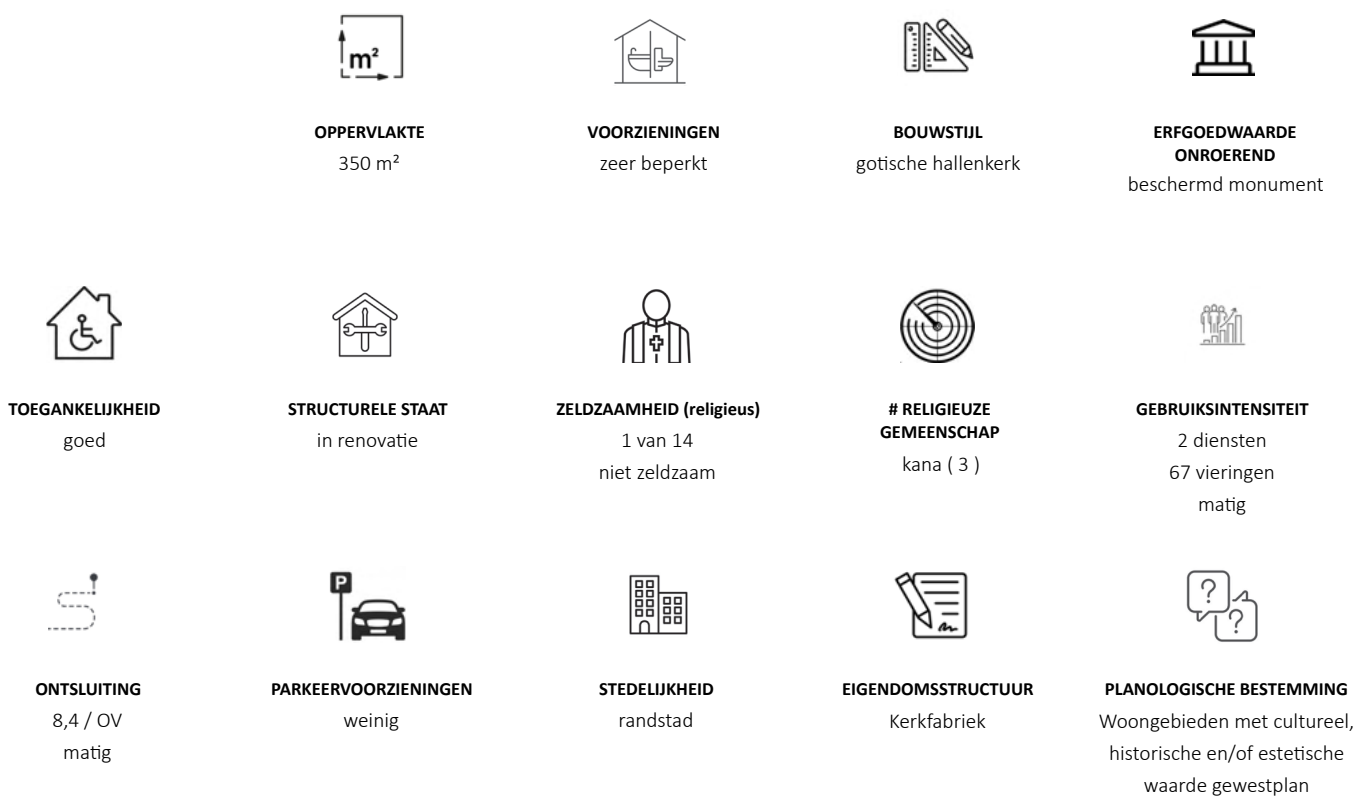 m²
OPPERVLAKTE
350 m²
VOORZIENINGEN
zeer beperkt
BOUWSTIJL
gotische hallenkerk
ERFGOEDWAARDE
ONROEREND
beschermd monument
TOEGANKELIJKHEID
goed
STRUCTURELE STAAT
in renovatie
ZELDZAAMHEID (religieus)
1 van 14
niet zeldzaam
# RELIGIEUZE
GEMEENSCHAP
kana ( 3 )
GEBRUIKSINTENSITEIT
2 diensten
67 vieringen
matig
ONTSLUITING
8,4 / OV
matig
P
PARKEERVOORZIENINGEN
weinig
STEDELIJKHEID
randstad
EIGENDOMSSTRUCTUUR
Kerkfabriek
? ?
PLANOLOGISCHE BESTEMMING
Woongebieden met cultureel,
historische en/of estetische
waarde gewestplan